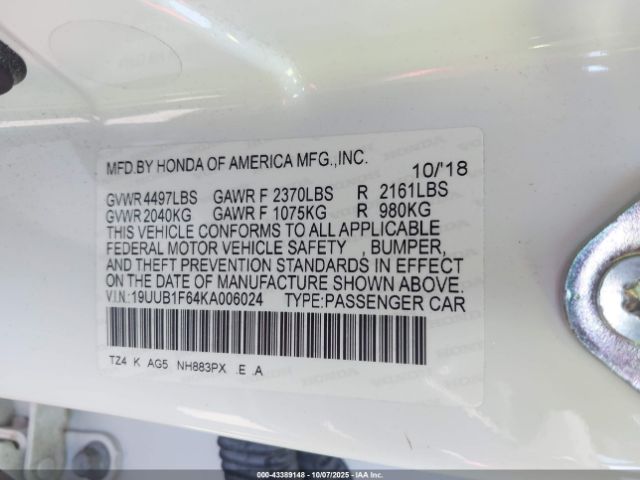 MFD.BY HONDA OF AMERICA MFG.,INC. 10/'18
GVWR 4497LBS GAWR F 2370LBS R 2161LBS
GVWR 2040KG GAWR F 1075KG R 980KG
THIS VEHICLE CONFORMS TO ALL APPLICABLE
FEDERAL MOTOR VEHICLE SAFETY , BUMPER,
AND THEFT PREVENTION STANDARDS IN EFFECT
ON THE DATE OF MANUFACTURE SHOWN ABOVE.
V.I.N.:19UUB1F64KA006024 TYPE:PASSENGER CAR
TZ4 K AG5 NH883PX .E .A
000-43389148 - 10/07/2025 - IAA Inc.